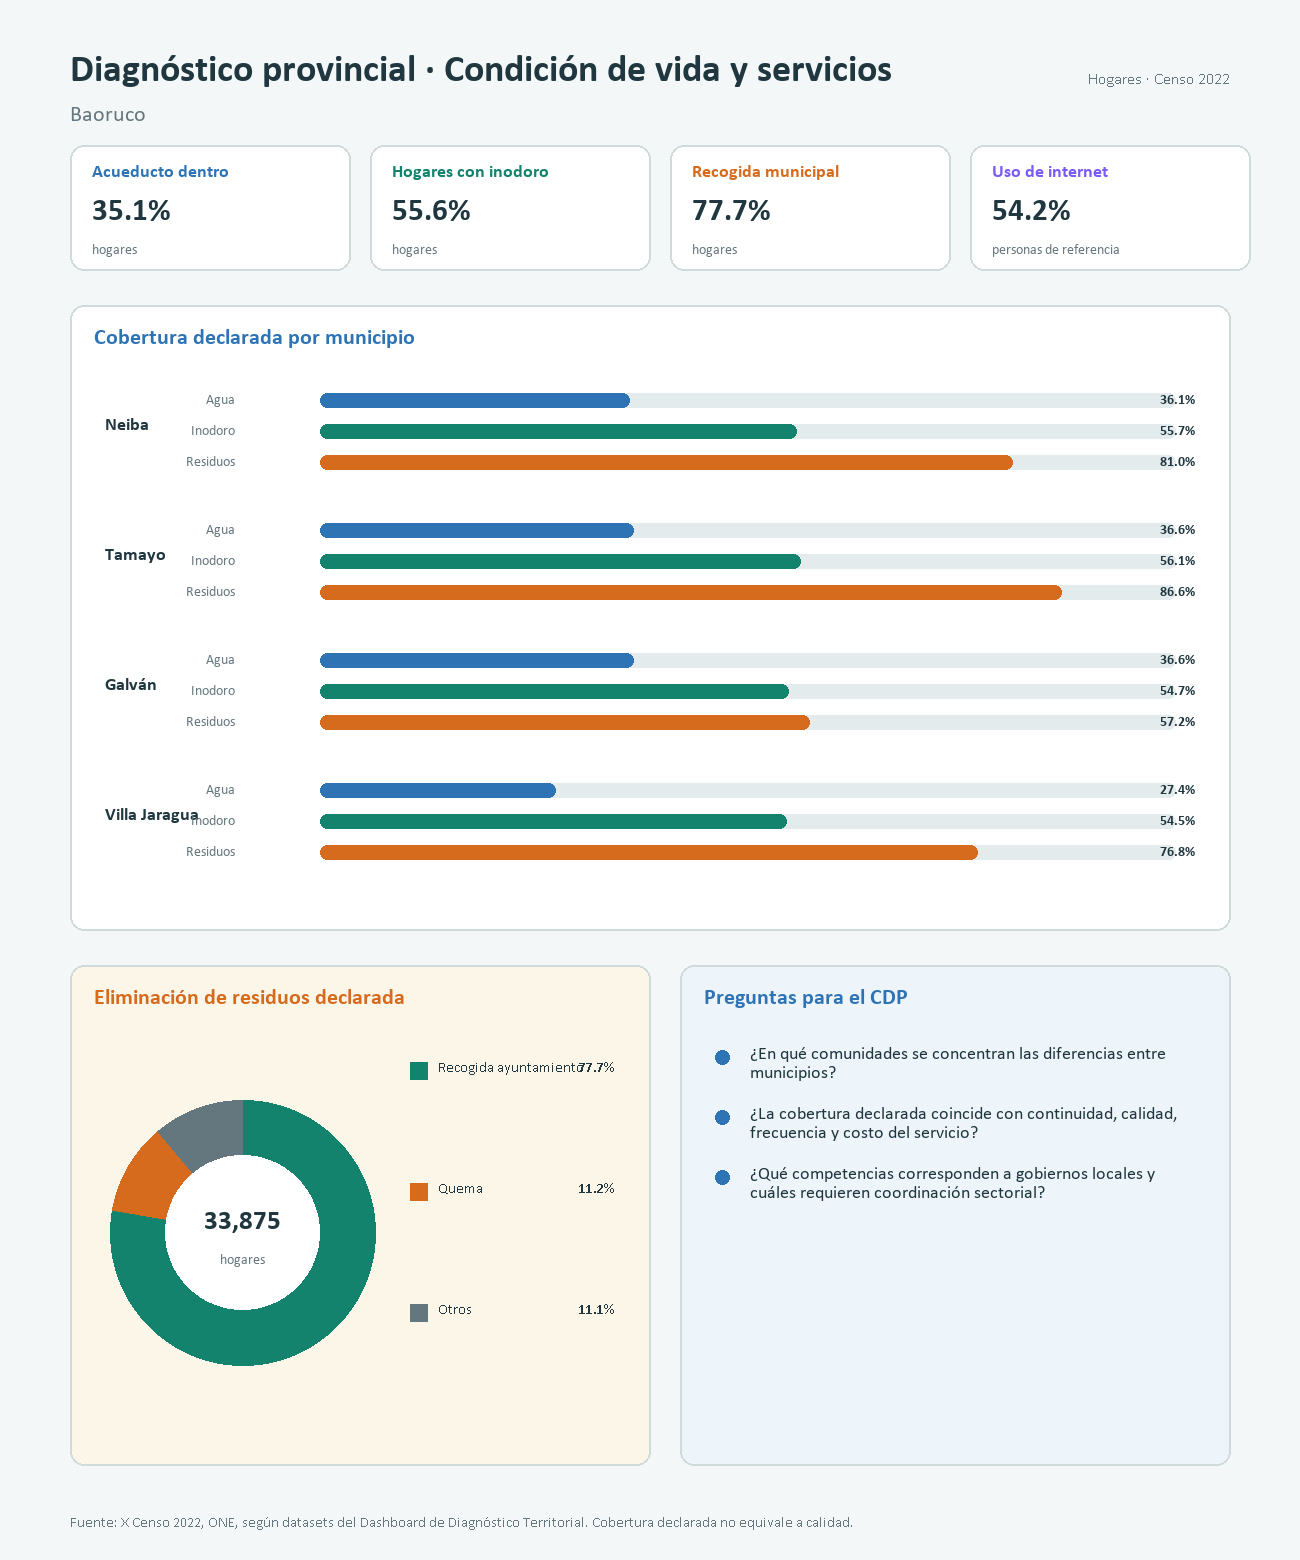 Diagnóstico provincial · Condición de vida y servicios
Hogares · Censo 2022
Baoruco
Acueducto dentro
35.1%
hogares
Hogares con inodoro
55.6%
hogares
Recogida municipal
77.7%
hogares
Uso de internet
54.2%
personas de referencia
Cobertura declarada por municipio
Neiba
Agua 36.1%
Inodoro 55.7%
Residuos 81.0%
Tamayo
Agua 36.6%
Inodoro 56.1%
Residuos 86.6%
Galván
Agua 36.6%
Inodoro 54.7%
Residuos 57.2%
Villa Jaragua
Agua 27.4%
Inodoro 54.5%
Residuos 76.8%
Eliminación de residuos declarada
Recogida ayuntamiento 77.7%
Quema 11.2%
Otros 11.1%
33,875
hogares
Preguntas para el CDP
¿En qué comunidades se concentran las diferencias entre
municipios?
¿La cobertura declarada coincide con continuidad, calidad,
frecuencia y costo del servicio?
¿Qué competencias corresponden a gobiernos locales y
cuáles requieren coordinación sectorial?
Fuente: X Censo 2022, ONE, según datasets del Dashboard de Diagnóstico Territorial. Cobertura declarada no equivale a calidad.